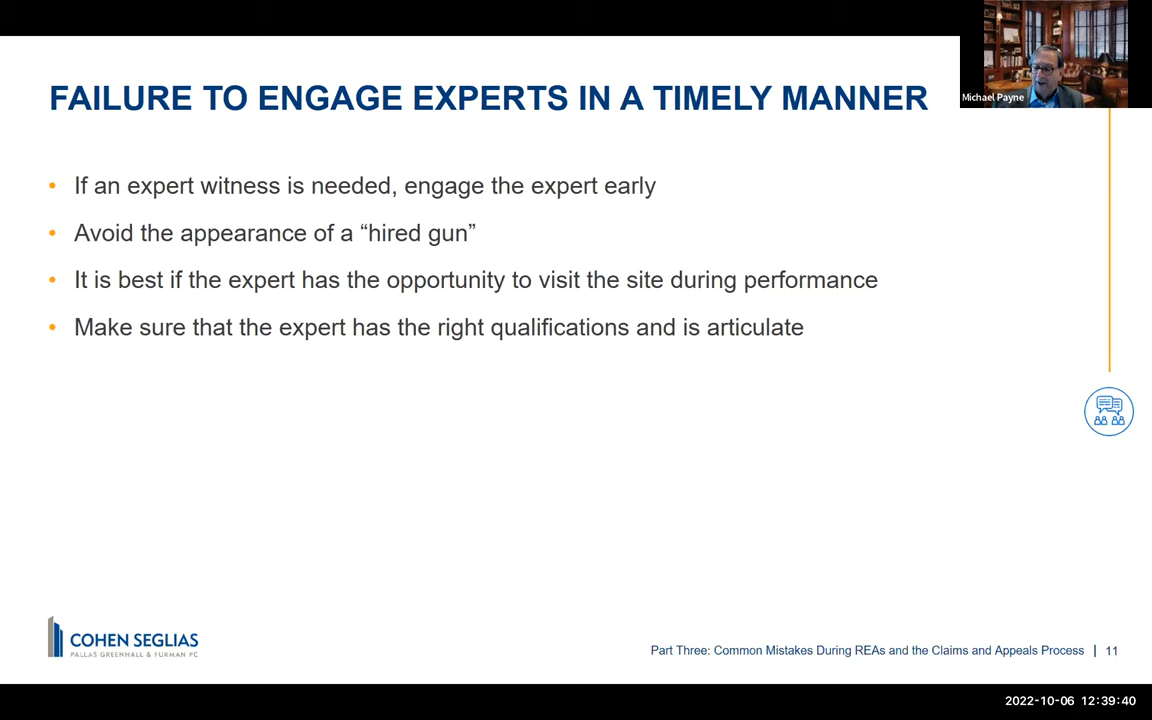 FAILURE TO ENGAGE EXPERTS IN A TIMELY MANNER
Michael Payne
• If an expert witness is needed, engage the expert early
• Avoid the appearance of a “hired gun”
• It is best if the expert has the opportunity to visit the site during performance
• Make sure that the expert has the right qualifications and is articulate
COHEN SEGLIAS
PALLAS GREENHALL & FURMAN PC
Part Three: Common Mistakes During REAs and the Claims and Appeals Process | 11
2022-10-06 12:39:40